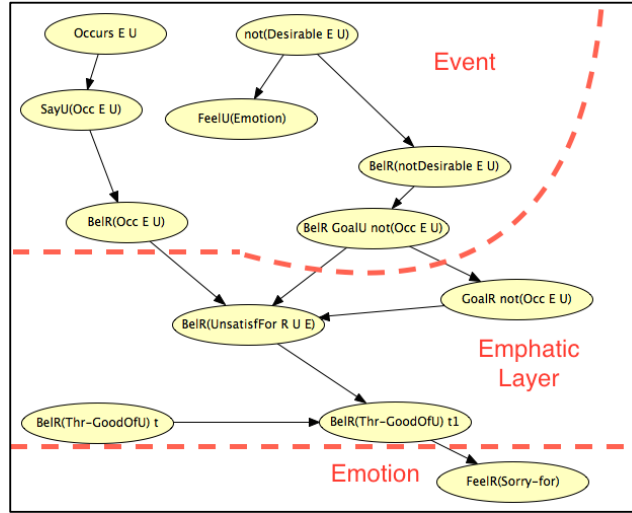 Occurs E U
not(Desirable E U)
Event
SayU(Occ E U)
FeelU(Emotion)
BelR(notDesirable E U)
BelR(Occ E U)
BelR GoalU not(Occ E U)
GoalR not(Occ E U)
BelR(UnsatisfFor R U E)
Emphatic
Layer
BelR(Thr-GoodOfU) t
BelR(Thr-GoodOfU) t1
Emotion
FeelR(Sorry-for)